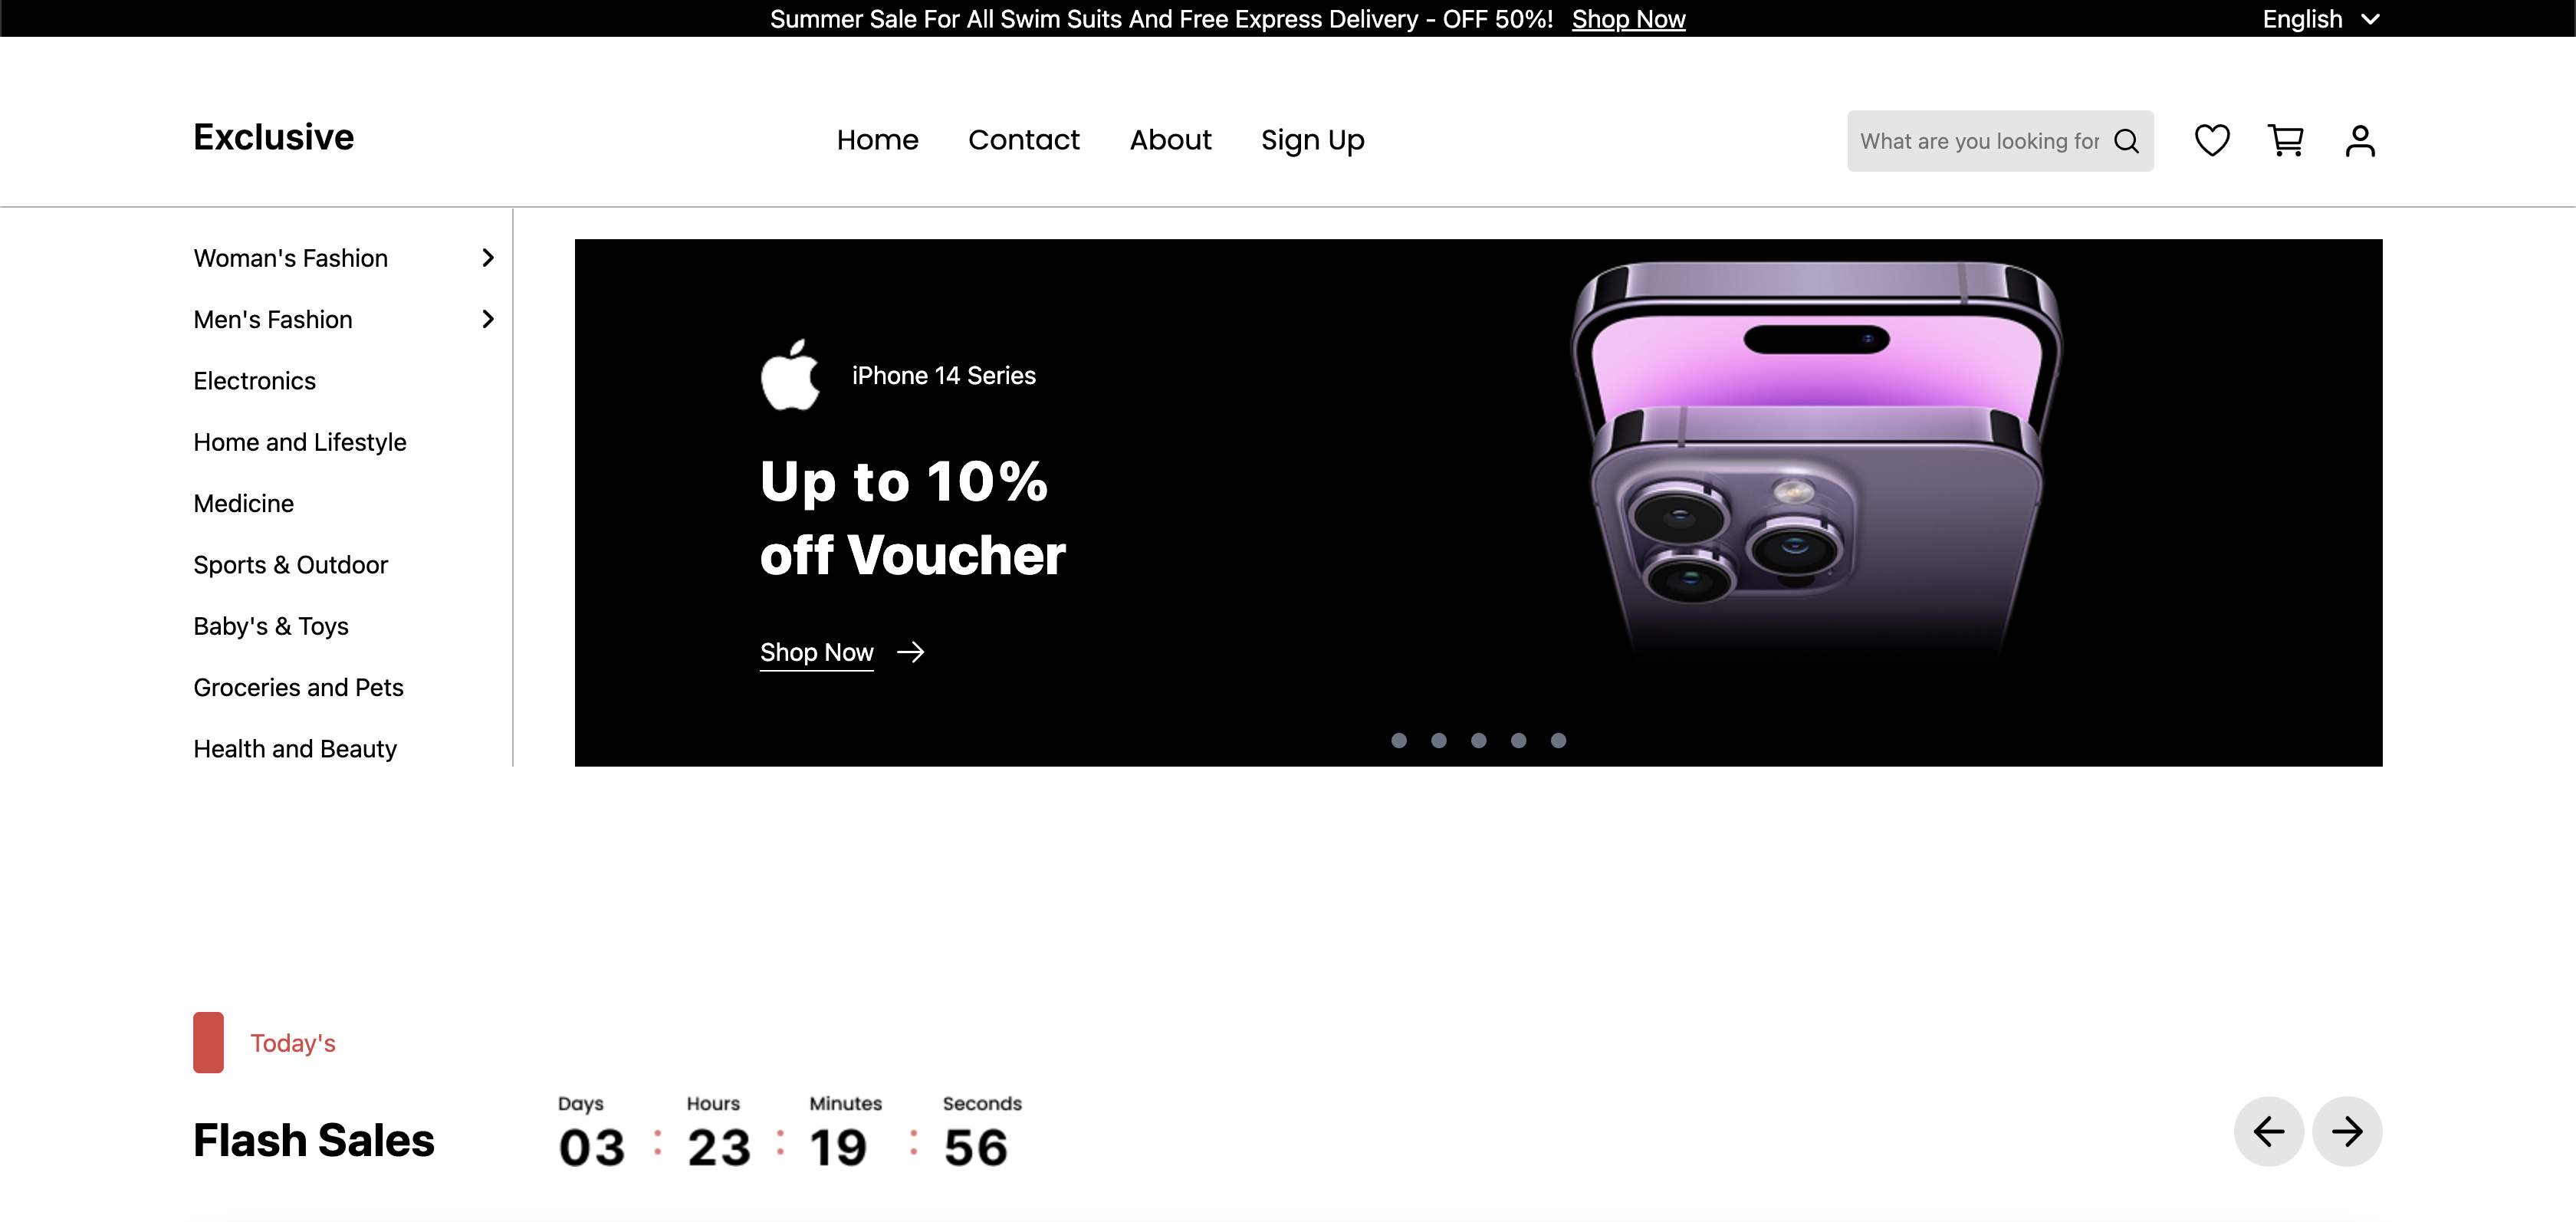 Summer Sale For All Swim Suits And Free Express Delivery - OFF 50%! Shop Now
English
Exclusive
Home Contact About Sign Up
What are you looking for
Woman's Fashion
Men's Fashion
Electronics
Home and Lifestyle
Medicine
Sports & Outdoor
Baby's & Toys
Groceries and Pets
Health and Beauty
iPhone 14 Series
Up to 10%
off Voucher
Shop Now
Today's
Flash Sales
Days Hours Minutes Seconds
03 : 23 : 19 : 56